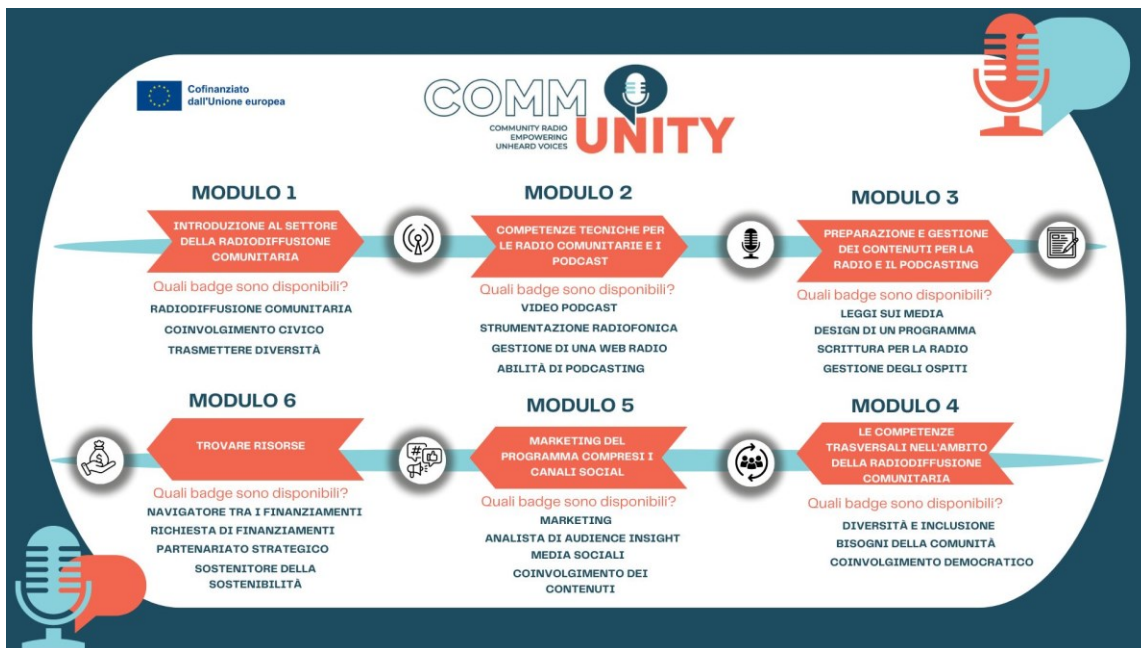 Cofinanziato
dall'Unione europea
COMM
UNITY
COMMUNITY RADIO
EMPOWERING
UNHEARD VOICES
MODULO 1
INTRODUZIONE AL SETTORE
DELLA RADIODIFFUSIONE
COMUNITARIA
Quali badge sono disponibili?
RADIODIFFUSIONE COMUNITARIA
COINVOLGIMENTO CIVICO
TRASMETTERE DIVERSITÀ
MODULO 2
COMPETENZE TECNICHE PER
LE RADIO COMUNITARIE E I
PODCAST
Quali badge sono disponibili?
VIDEO PODCAST
STRUMENTAZIONE RADIOFONICA
GESTIONE DI UNA WEB RADIO
ABILITÀ DI PODCASTING
MODULO 3
PREPARAZIONE E GESTIONE
DEI CONTENUTI PER LA
RADIO E IL PODCASTING
Quali badge sono disponibili?
LEGGI SUI MEDIA
DESIGN DI UN PROGRAMMA
SCRITTURA PER LA RADIO
GESTIONE DEGLI OSPITI
MODULO 6
TROVARE RISORSE
Quali badge sono disponibili?
NAVIGATORE TRA I FINANZIAMENTI
RICHIESTA DI FINANZIAMENTI
PARTENARIATO STRATEGICO
SOSTENITORE DELLA
SOSTENIBILITÀ
MODULO 5
MARKETING DEL
PROGRAMMA COMPRESI I
CANALI SOCIAL
Quali badge sono disponibili?
MARKETING
ANALISTA DI AUDIENCE INSIGHT
MEDIA SOCIALI
COINVOLGIMENTO DEI
CONTENUTI
MODULO 4
LE COMPETENZE
TRASVERSALI NELL'AMBITO
DELLA RADIODIFFUSIONE
COMUNITARIA
Quali badge sono disponibili?
DIVERSITÀ E INCLUSIONE
BISOGNI DELLA COMUNITÀ
COINVOLGIMENTO DEMOCRATICO